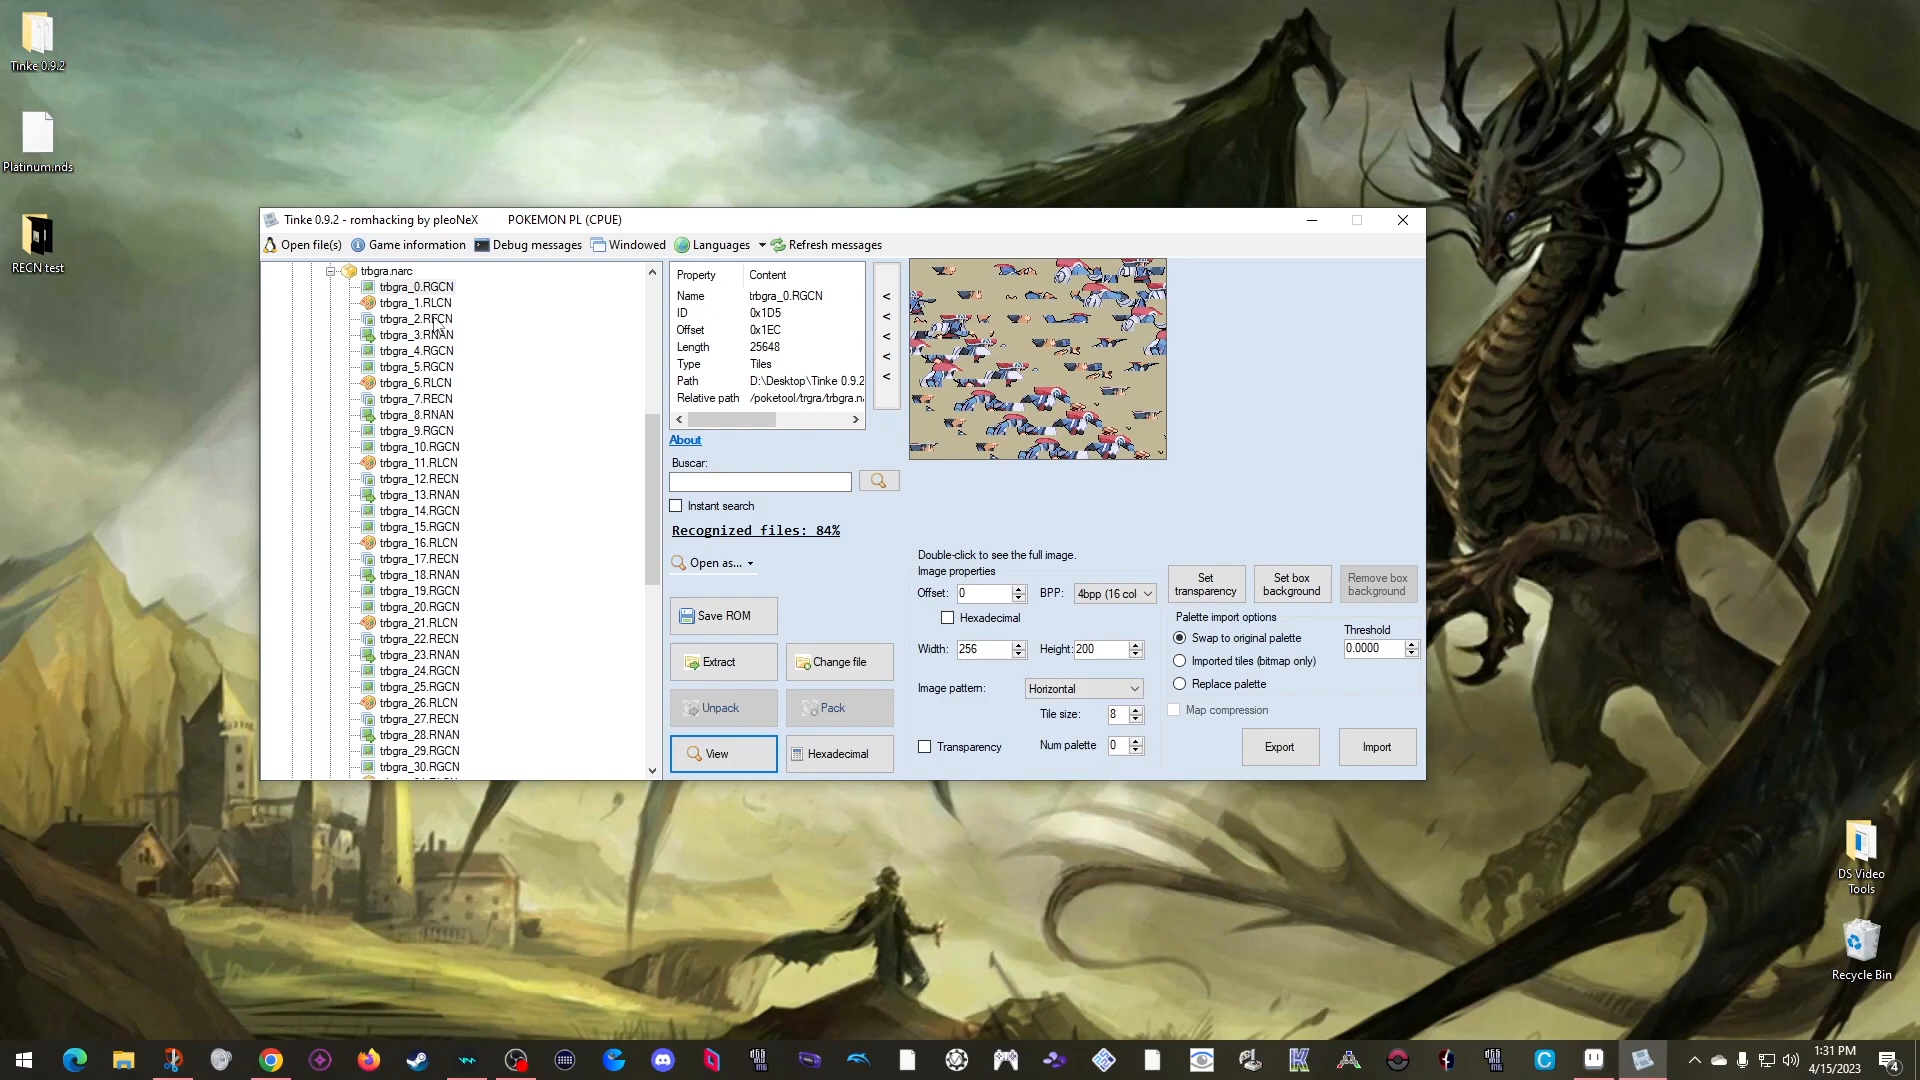 Tinke 0.9.2
Platinum.nds
RECN test
Tinke 0.9.2 - romhacking by pleoNeX POKEMON PL (CPUE)
Open file(s) Game information Debug messages Windowed Languages Refresh messages
trbgra.narc
trbgra_0.RGCN
trbgra_1.RLCN
trbgra_2.RECN
trbgra_3.RNAN
trbgra_4.RGCN
trbgra_5.RGCN
trbgra_6.RLCN
trbgra_7.RECN
trbgra_8.RNAN
trbgra_9.RGCN
trbgra_10.RGCN
trbgra_11.RLCN
trbgra_12.RECN
trbgra_13.RNAN
trbgra_14.RGCN
trbgra_15.RGCN
trbgra_16.RLCN
trbgra_17.RECN
trbgra_18.RNAN
trbgra_19.RGCN
trbgra_20.RGCN
trbgra_21.RLCN
trbgra_22.RECN
trbgra_23.RNAN
trbgra_24.RGCN
trbgra_25.RGCN
trbgra_26.RLCN
trbgra_27.RECN
trbgra_28.RNAN
trbgra_29.RGCN
trbgra_30.RGCN
Property Content
Name trbgra_0.RGCN
ID 0x1D5
Offset 0x1EC
Length 25648
Type Tiles
Path D:\Desktop\Tinke 0.9.2
Relative path /poketool/trgra/trbgra.na
<
<
<
<
<
About
Buscar:
Instant search
Recognized files: 84%
Open as...
Save ROM
Extract Change file
Unpack Pack
View Hexadecimal
Double-click to see the full image.
Image properties
Offset: 0 BPP: 4bpp (16 col
Hexadecimal
Width: 256 Height: 200
Image pattern: Horizontal
Tile size: 8
Transparency Num palette 0
Set transparency
Set box background
Remove box background
Palette import options
Swap to original palette
Imported tiles (bitmap only)
Replace palette
Threshold
0.0000
Map compression
Export Import
DS Video
Tools
Recycle Bin
1:31 PM
4/15/2023
4